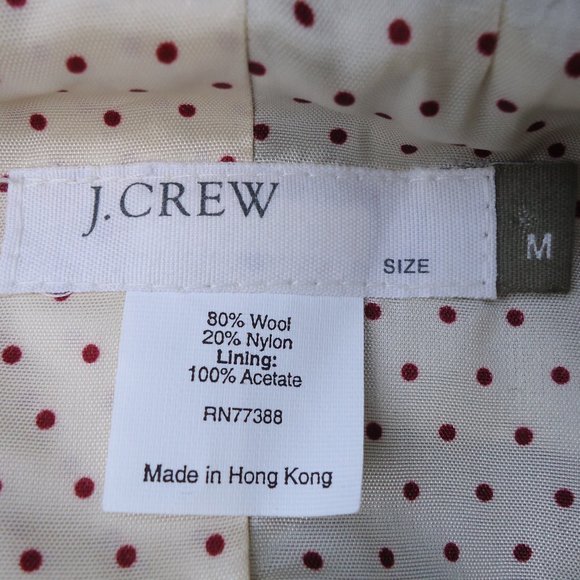 J.CREW
SIZE M
80% Wool
20% Nylon
Lining:
100% Acetate
RN77388
Made in Hong Kong